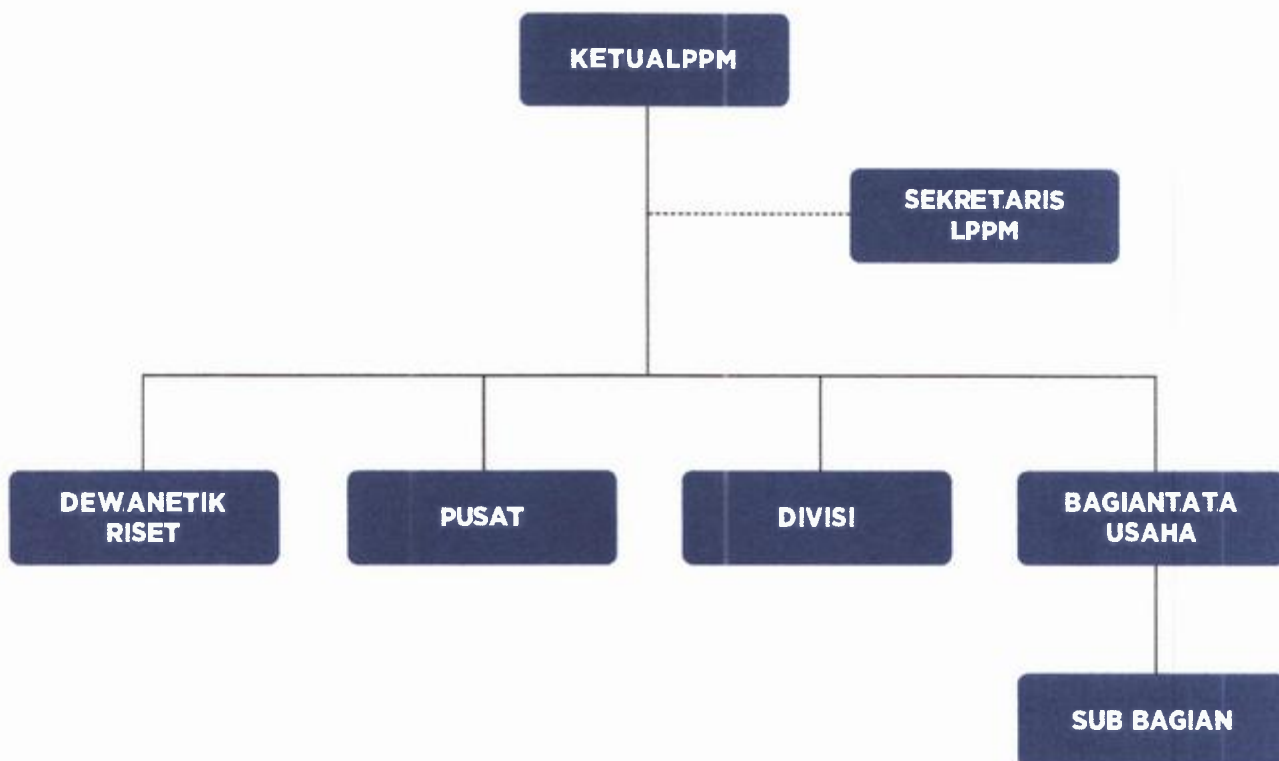 KETUALPPM
SEKRETARIS
LPPM
DEWANETIK
RISET
PUSAT
DIVISI
BAGIANTATA
USAHA
SUB BAGIAN